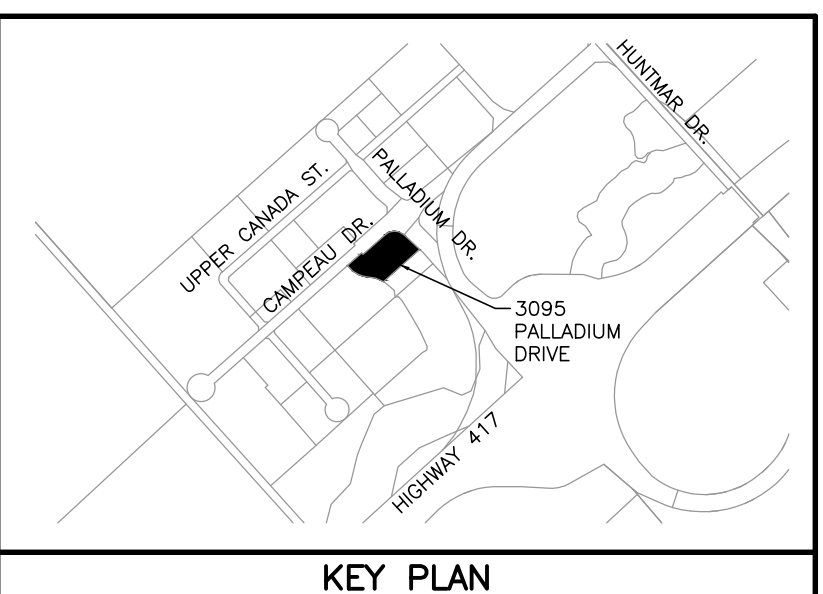 HUNTMAR DR.
PALLADIUM DR.
UPPER CANADA ST.
CAMPEAU DR.
3095
PALLADIUM
DRIVE
HIGHWAY 417
KEY PLAN